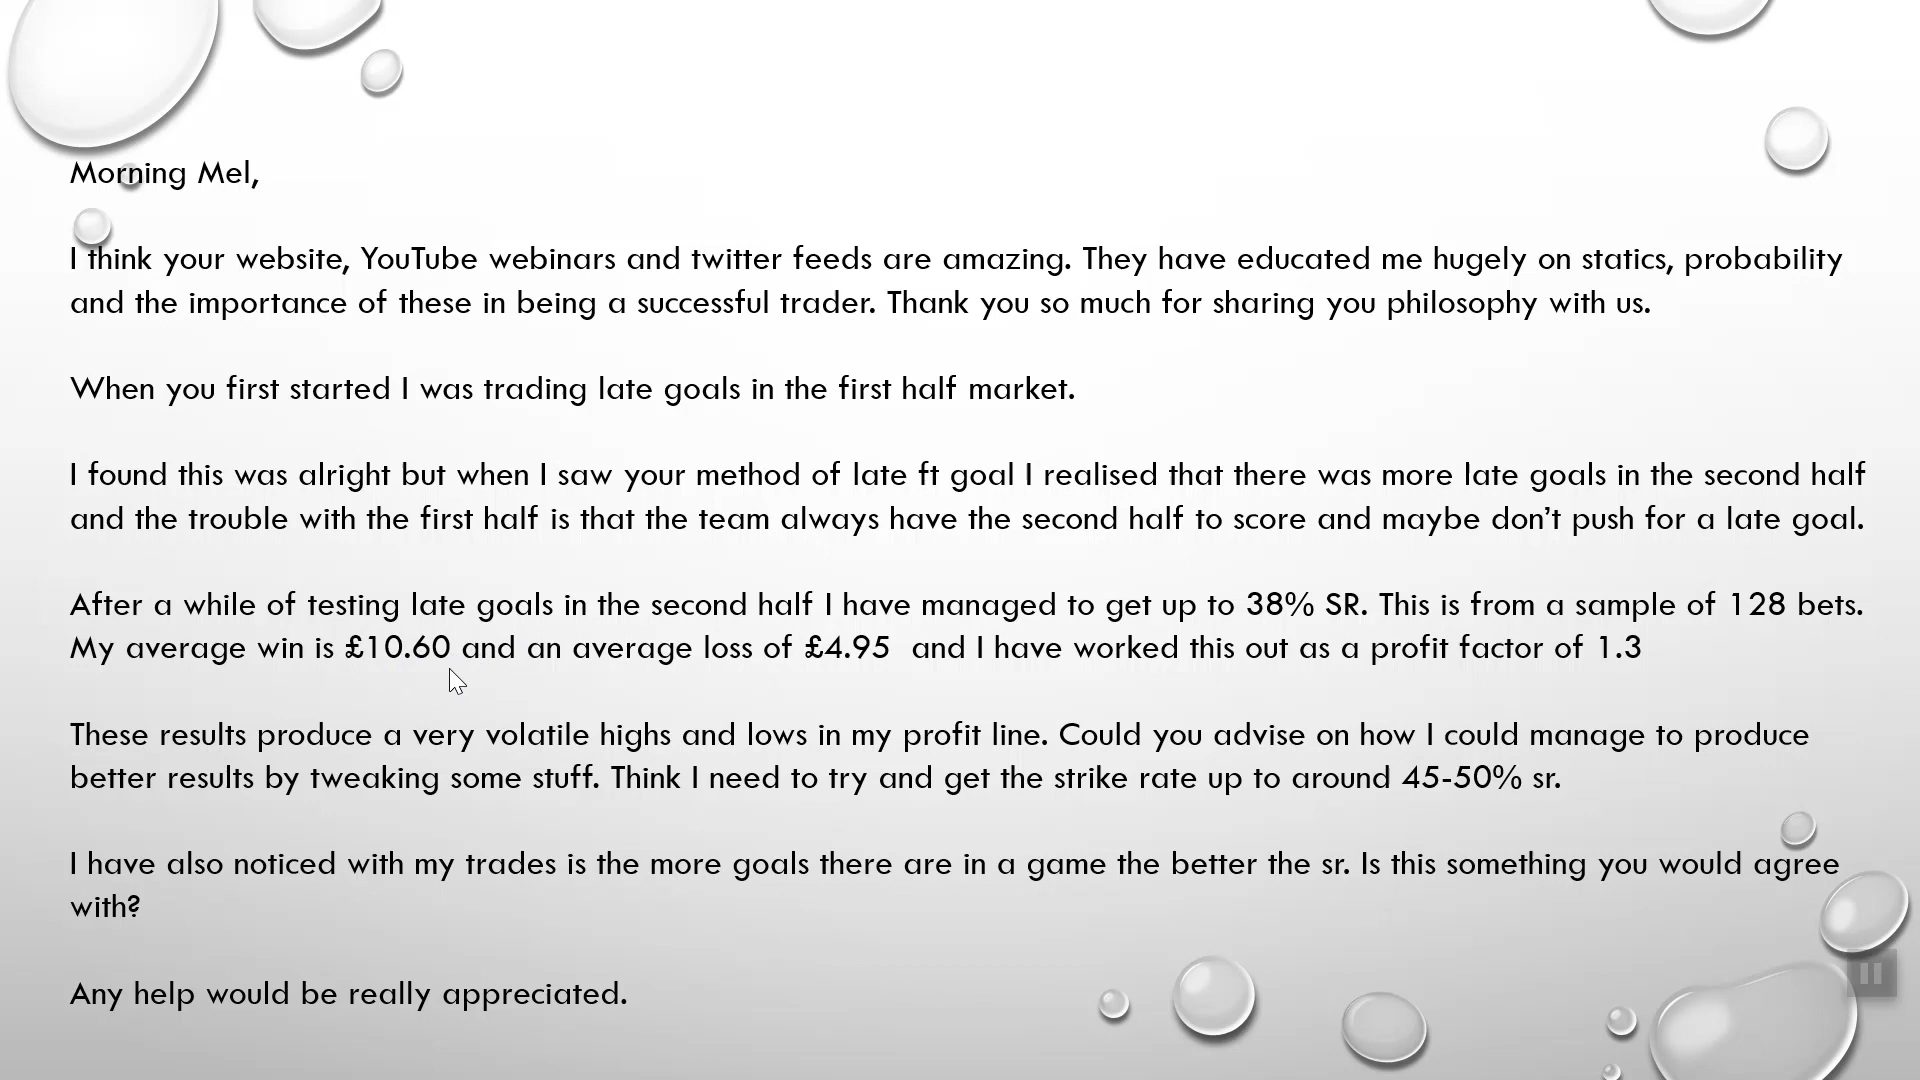 Morning Mel,
I think your website, YouTube webinars and twitter feeds are amazing. They have educated me hugely on statics, probability
and the importance of these in being a successful trader. Thank you so much for sharing you philosophy with us.
When you first started I was trading late goals in the first half market.
I found this was alright but when I saw your method of late ft goal I realised that there was more late goals in the second half
and the trouble with the first half is that the team always have the second half to score and maybe don’t push for a late goal.
After a while of testing late goals in the second half I have managed to get up to 38% SR. This is from a sample of 128 bets.
My average win is £10.60 and an average loss of £4.95  and I have worked this out as a profit factor of 1.3
These results produce a very volatile highs and lows in my profit line. Could you advise on how I could manage to produce
better results by tweaking some stuff. Think I need to try and get the strike rate up to around 45-50% sr.
I have also noticed with my trades is the more goals there are in a game the better the sr. Is this something you would agree
with?
Any help would be really appreciated.